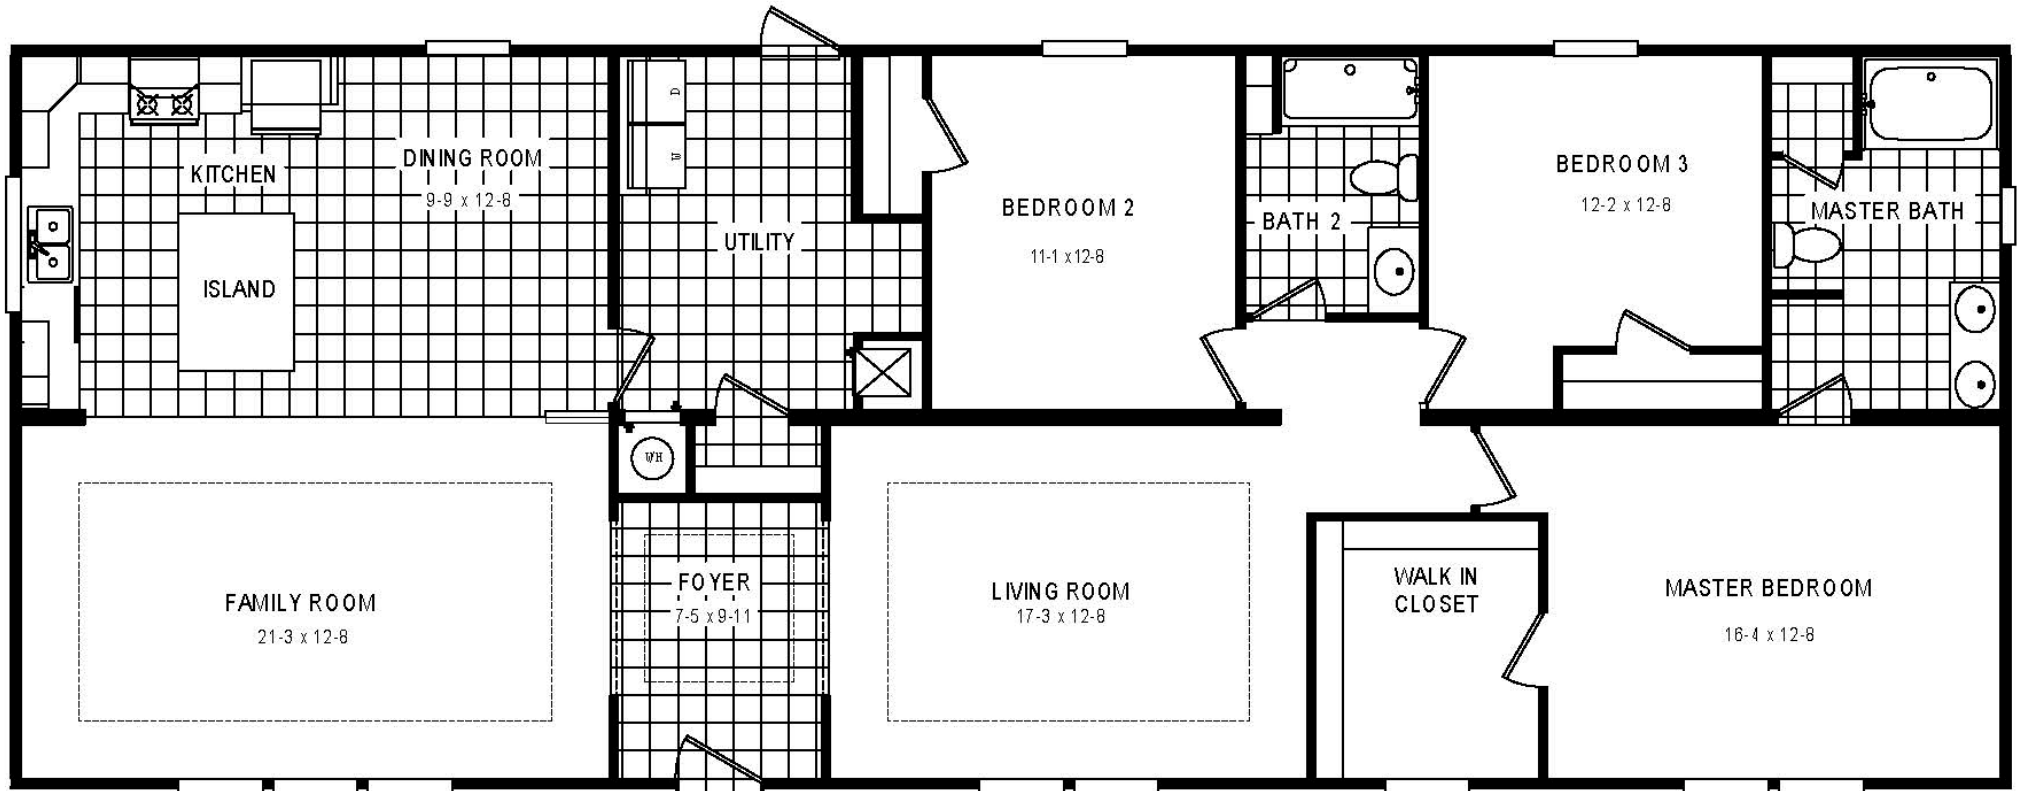 KITCHEN
DINING ROOM
9-9 x 12-8
ISLAND
D
W
UTILITY
BEDROOM 2
11-1 x 12-8
BATH 2
BEDROOM 3
12-2 x 12-8
MASTER BATH
WH
FAMILY ROOM
21-3 x 12-8
FOYER
7-5 x 9-11
LIVING ROOM
17-3 x 12-8
WALK IN
CLOSET
MASTER BEDROOM
16-4 x 12-8